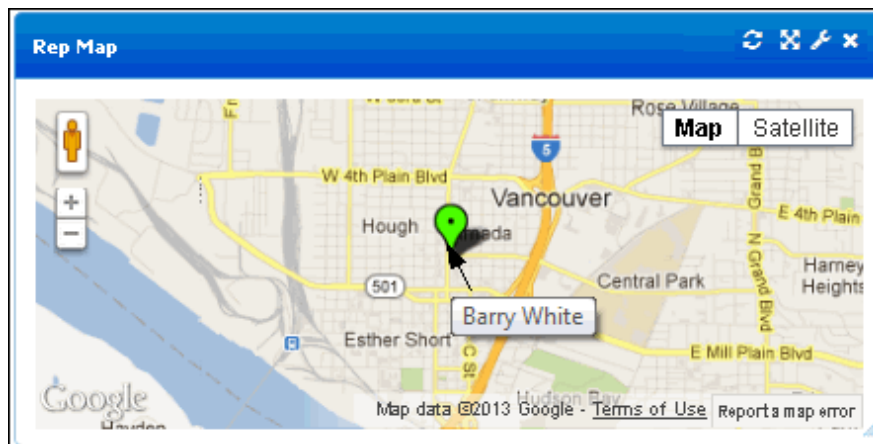 Rep Map
Rose Village
Map
Satellite
5
W 4th Plain Blvd
Vancouver
Grand B
E 4th Plain
Hough
N Grand Blvd
Harney
Heights
Central Park
501
Barry White
Esther Short
C St
E Mill Plain Blvd
Google
Hudson Bay
Map data ©2013 Google - Terms of Use
Report a map error
Hayden